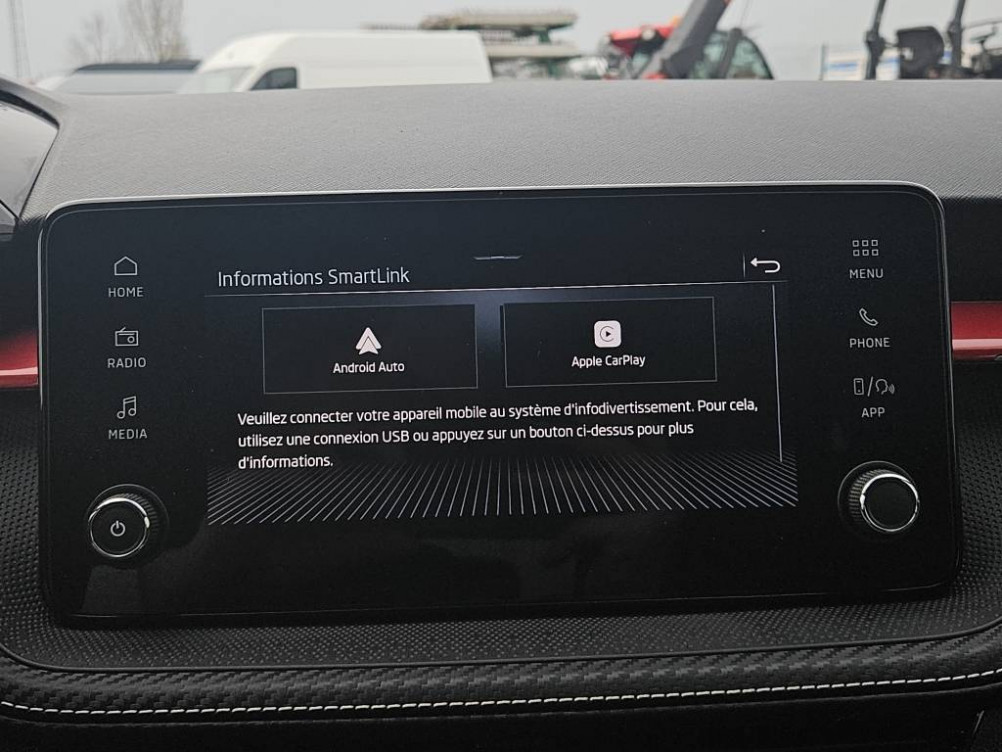 Informations SmartLink
HOME
RADIO
MEDIA
Android Auto
Apple CarPlay
Veuillez connecter votre appareil mobile au système d'infodivertissement. Pour cela,
utilisez une connexion USB ou appuyez sur un bouton ci-dessus pour plus
d'informations.
MENU
PHONE
APP